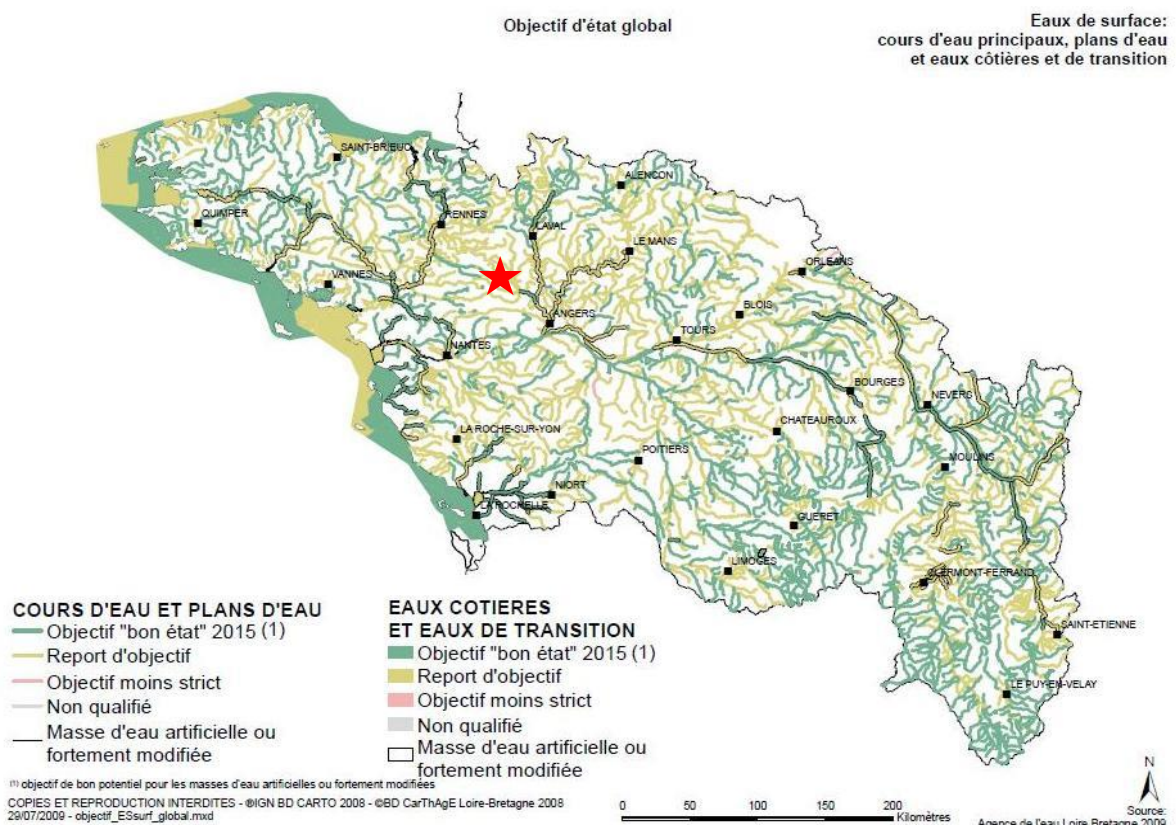 Objectif d'état global
Eaux de surface:
cours d'eau principaux, plans d'eau
et eaux côtières et de transition
SAINT-BRIEUC
ALENCON
QUIMPER
RENNES
LAVAL
LE MANS
ORLEANS
VANNES
BLOIS
ANGERS
TOURS
NANTES
BOURGES
NEVERS
CHATEAUROUX
LA ROCHE-SUR-YON
POITIERS
MOULINS
NIORT
LA ROCHELLE
GUERET
LIMOGES
CLERMONT-FERRAND
SAINT-ETIENNE
LE PUY-EN-VELAY
COURS D'EAU ET PLANS D'EAU
Objectif "bon état" 2015 (1)
Report d'objectif
Objectif moins strict
Non qualifié
Masse d'eau artificielle ou
fortement modifiée
EAUX COTIERES
ET EAUX DE TRANSITION
Objectif "bon état" 2015 (1)
Report d'objectif
Objectif moins strict
Non qualifié
Masse d'eau artificielle ou
fortement modifiée
(1) objectif de bon potentiel pour les masses d'eau artificielles ou fortement modifiées
COPIES ET REPRODUCTION INTERDITES - ©IGN BD CARTO 2008 - ©BD CarThAgE Loire-Bretagne 2008
29/07/2009 - objectif_ESsurf_global.mxd
0 50 100 150 200
Kilomètres
N
Source:
Agence de l'eau Loire Bretagne 2009